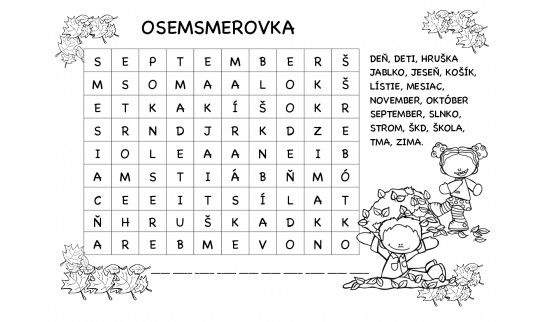 OSEMSMEROVKA
S E P T E M B E R Š
M S O M A A L O K Š
E T K A K Í Š O K R
S R N D J R K D Z E
I O L E A A N E I B
A M S T I Á B Ň M Ó
C E E I T S Í L A T
Ň H R U Š K A D K K
A R E B M E V O N O
DEŇ, DETI, HRUŠKA
JABLKO, JESEŇ, KOŠÍK,
LÍSTIE, MESIAC,
NOVEMBER, OKTÓBER
SEPTEMBER, SLNKO,
STROM, ŠKD, ŠKOLA,
TMA, ZIMA.